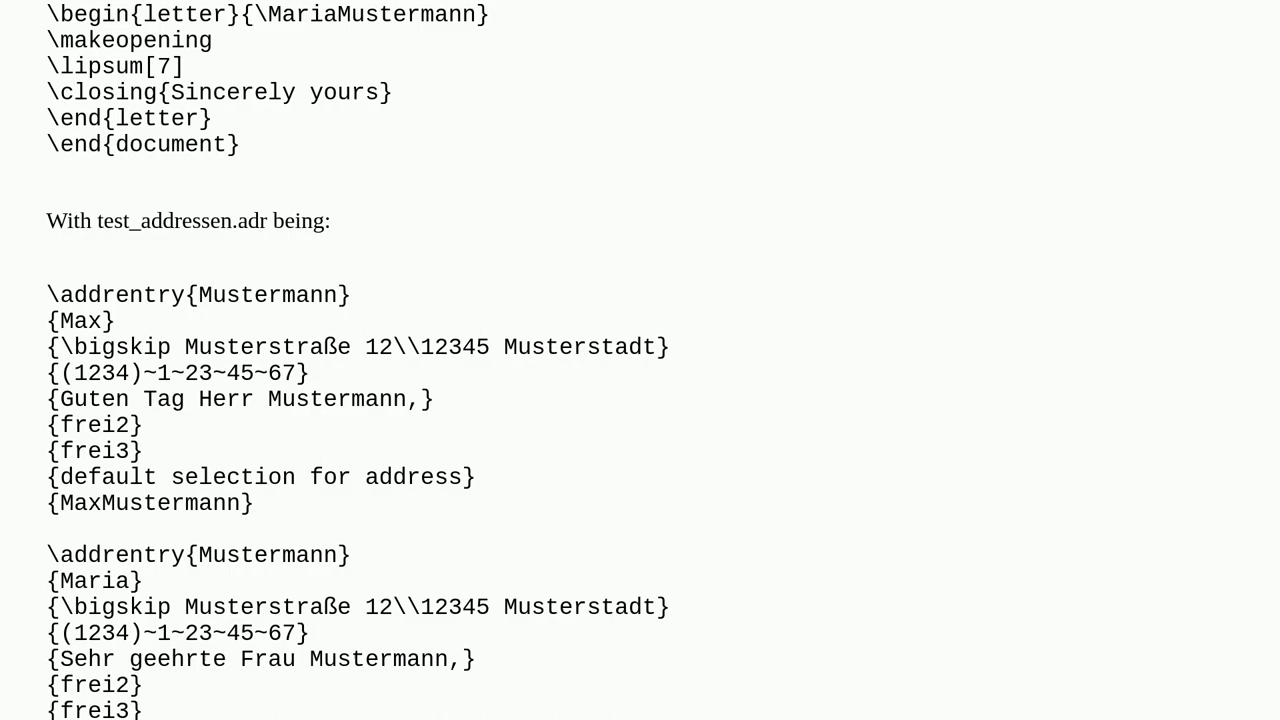 \begin{letter}{\MariaMustermann}
\makeopening
\lipsum[7]
\closing{Sincerely yours}
\end{letter}
\end{document}
With test_addressen.adr being:
\addrentry{Mustermann}
{Max}
{\bigskip Musterstraße 12\\12345 Musterstadt}
{(1234)~1~23~45~67}
{Guten Tag Herr Mustermann,}
{frei2}
{frei3}
{default selection for address}
{MaxMustermann}
\addrentry{Mustermann}
{Maria}
{\bigskip Musterstraße 12\\12345 Musterstadt}
{(1234)~1~23~45~67}
{Sehr geehrte Frau Mustermann,}
{frei2}
{frei3}